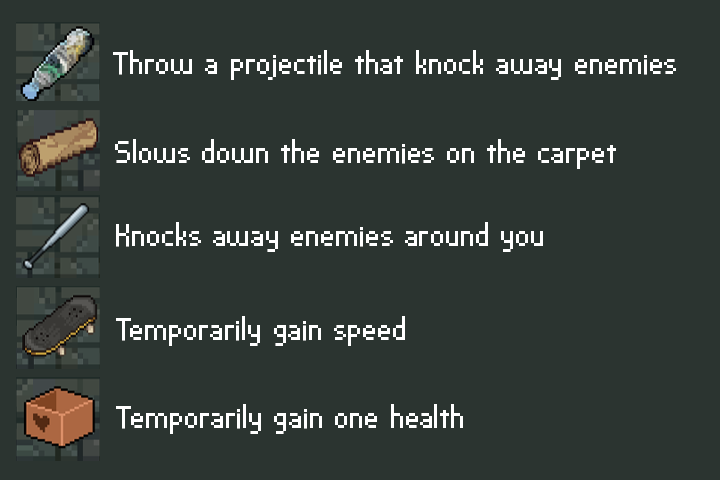 Throw a projectile that knock away enemies
Slows down the enemies on the carpet
Knocks away enemies around you
Temporarily gain speed
Temporarily gain one health